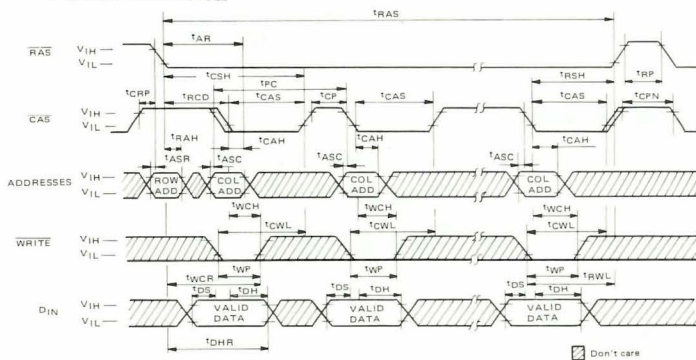 tRAS
tAR
RAS VIH VIL
tCSH
tPC
tRSH
tRP
tCRP
tRCD
tCAS
tCP
tCAS
tCAS
tCPN
CAS VIH VIL
tRAH
tCAH
tCAH
tCAH
tASR
tASC
tASC
tASC
ADDRESSES VIH VIL
ROW ADD
COL ADD
COL ADD
COL ADD
tWCH
tWCH
tWCH
tCWL
tCWL
tCWL
WRITE VIH VIL
tWP
tWP
tWP
tWCR
tRWL
tDS
tDH
tDS
tDH
tDS
tDH
DIN VIH VIL
VALID DATA
VALID DATA
VALID DATA
tDHR
Don't care